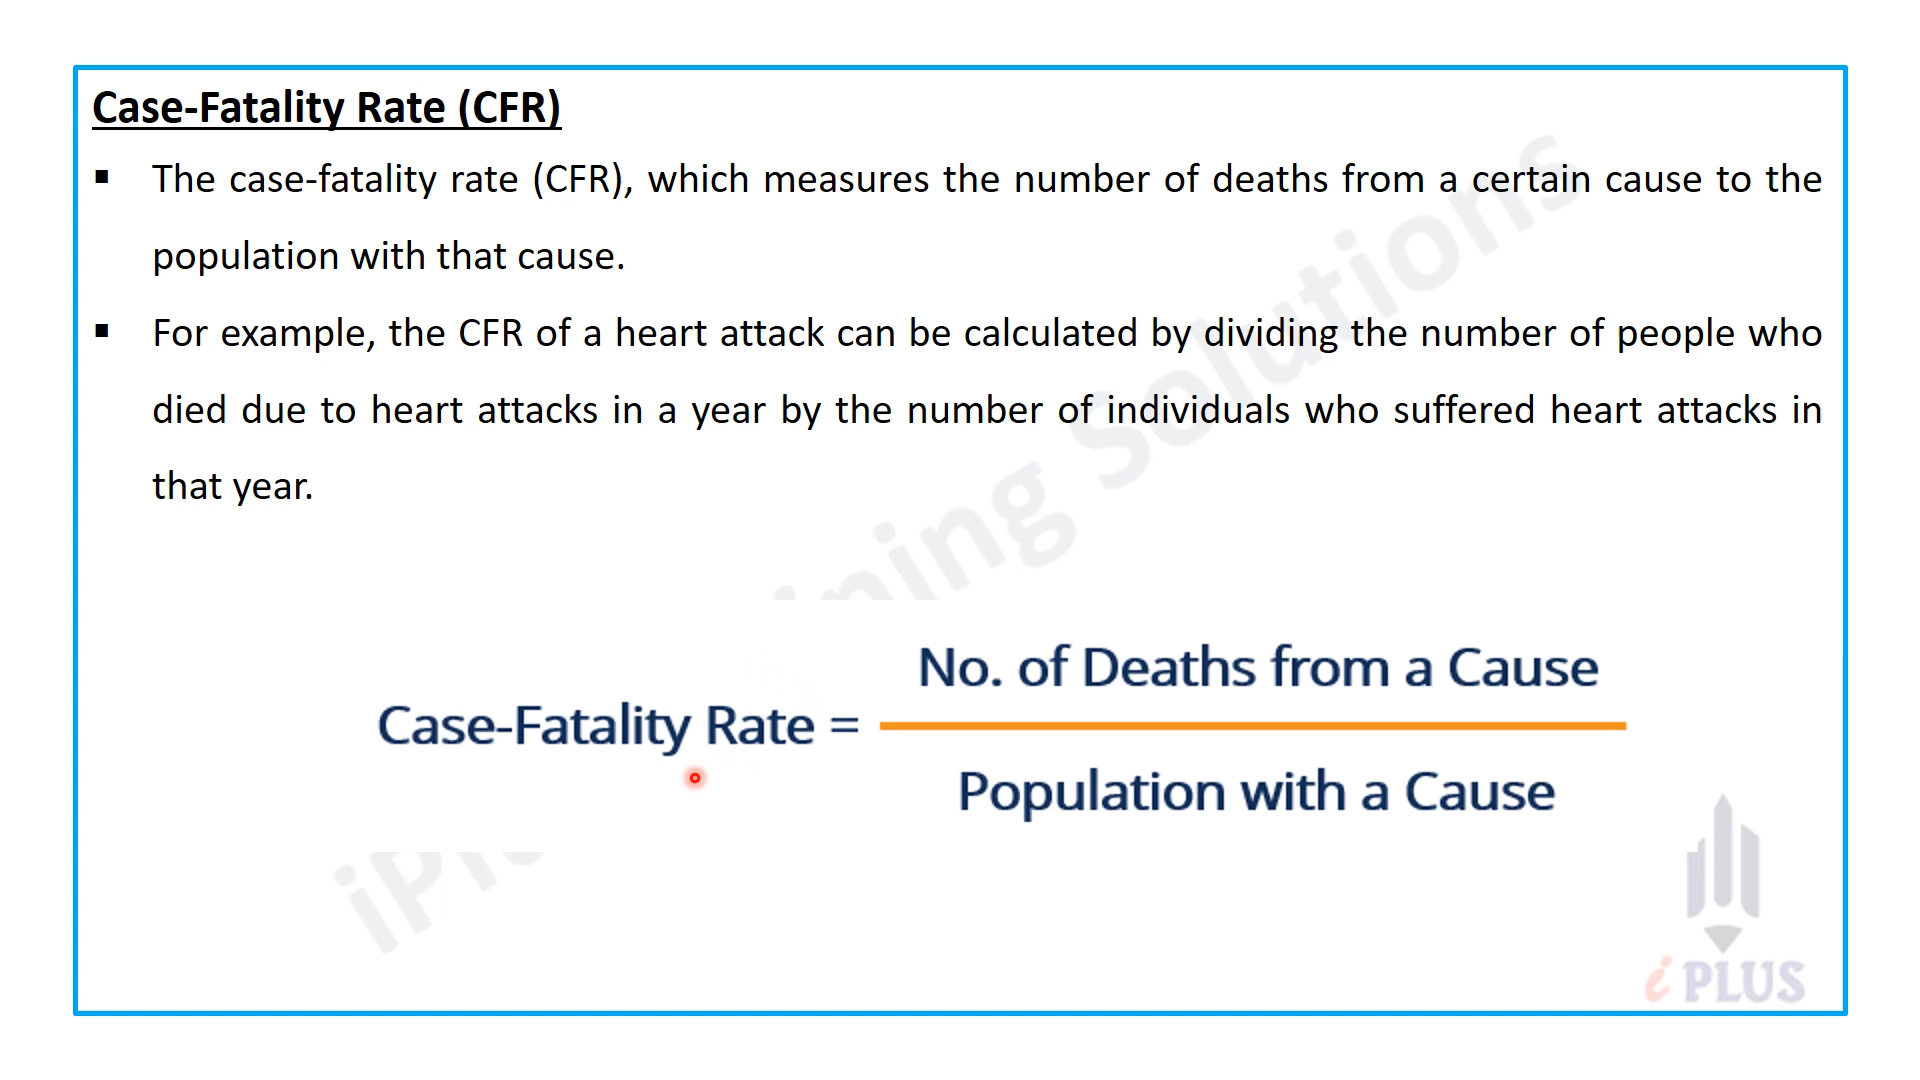 Case-Fatality Rate (CFR)
▪ The case-fatality rate (CFR), which measures the number of deaths from a certain cause to the
population with that cause.
▪ For example, the CFR of a heart attack can be calculated by dividing the number of people who
died due to heart attacks in a year by the number of individuals who suffered heart attacks in
that year.
No. of Deaths from a Cause
Case-Fatality Rate =
Population with a Cause
ining Solutions
i PLUS